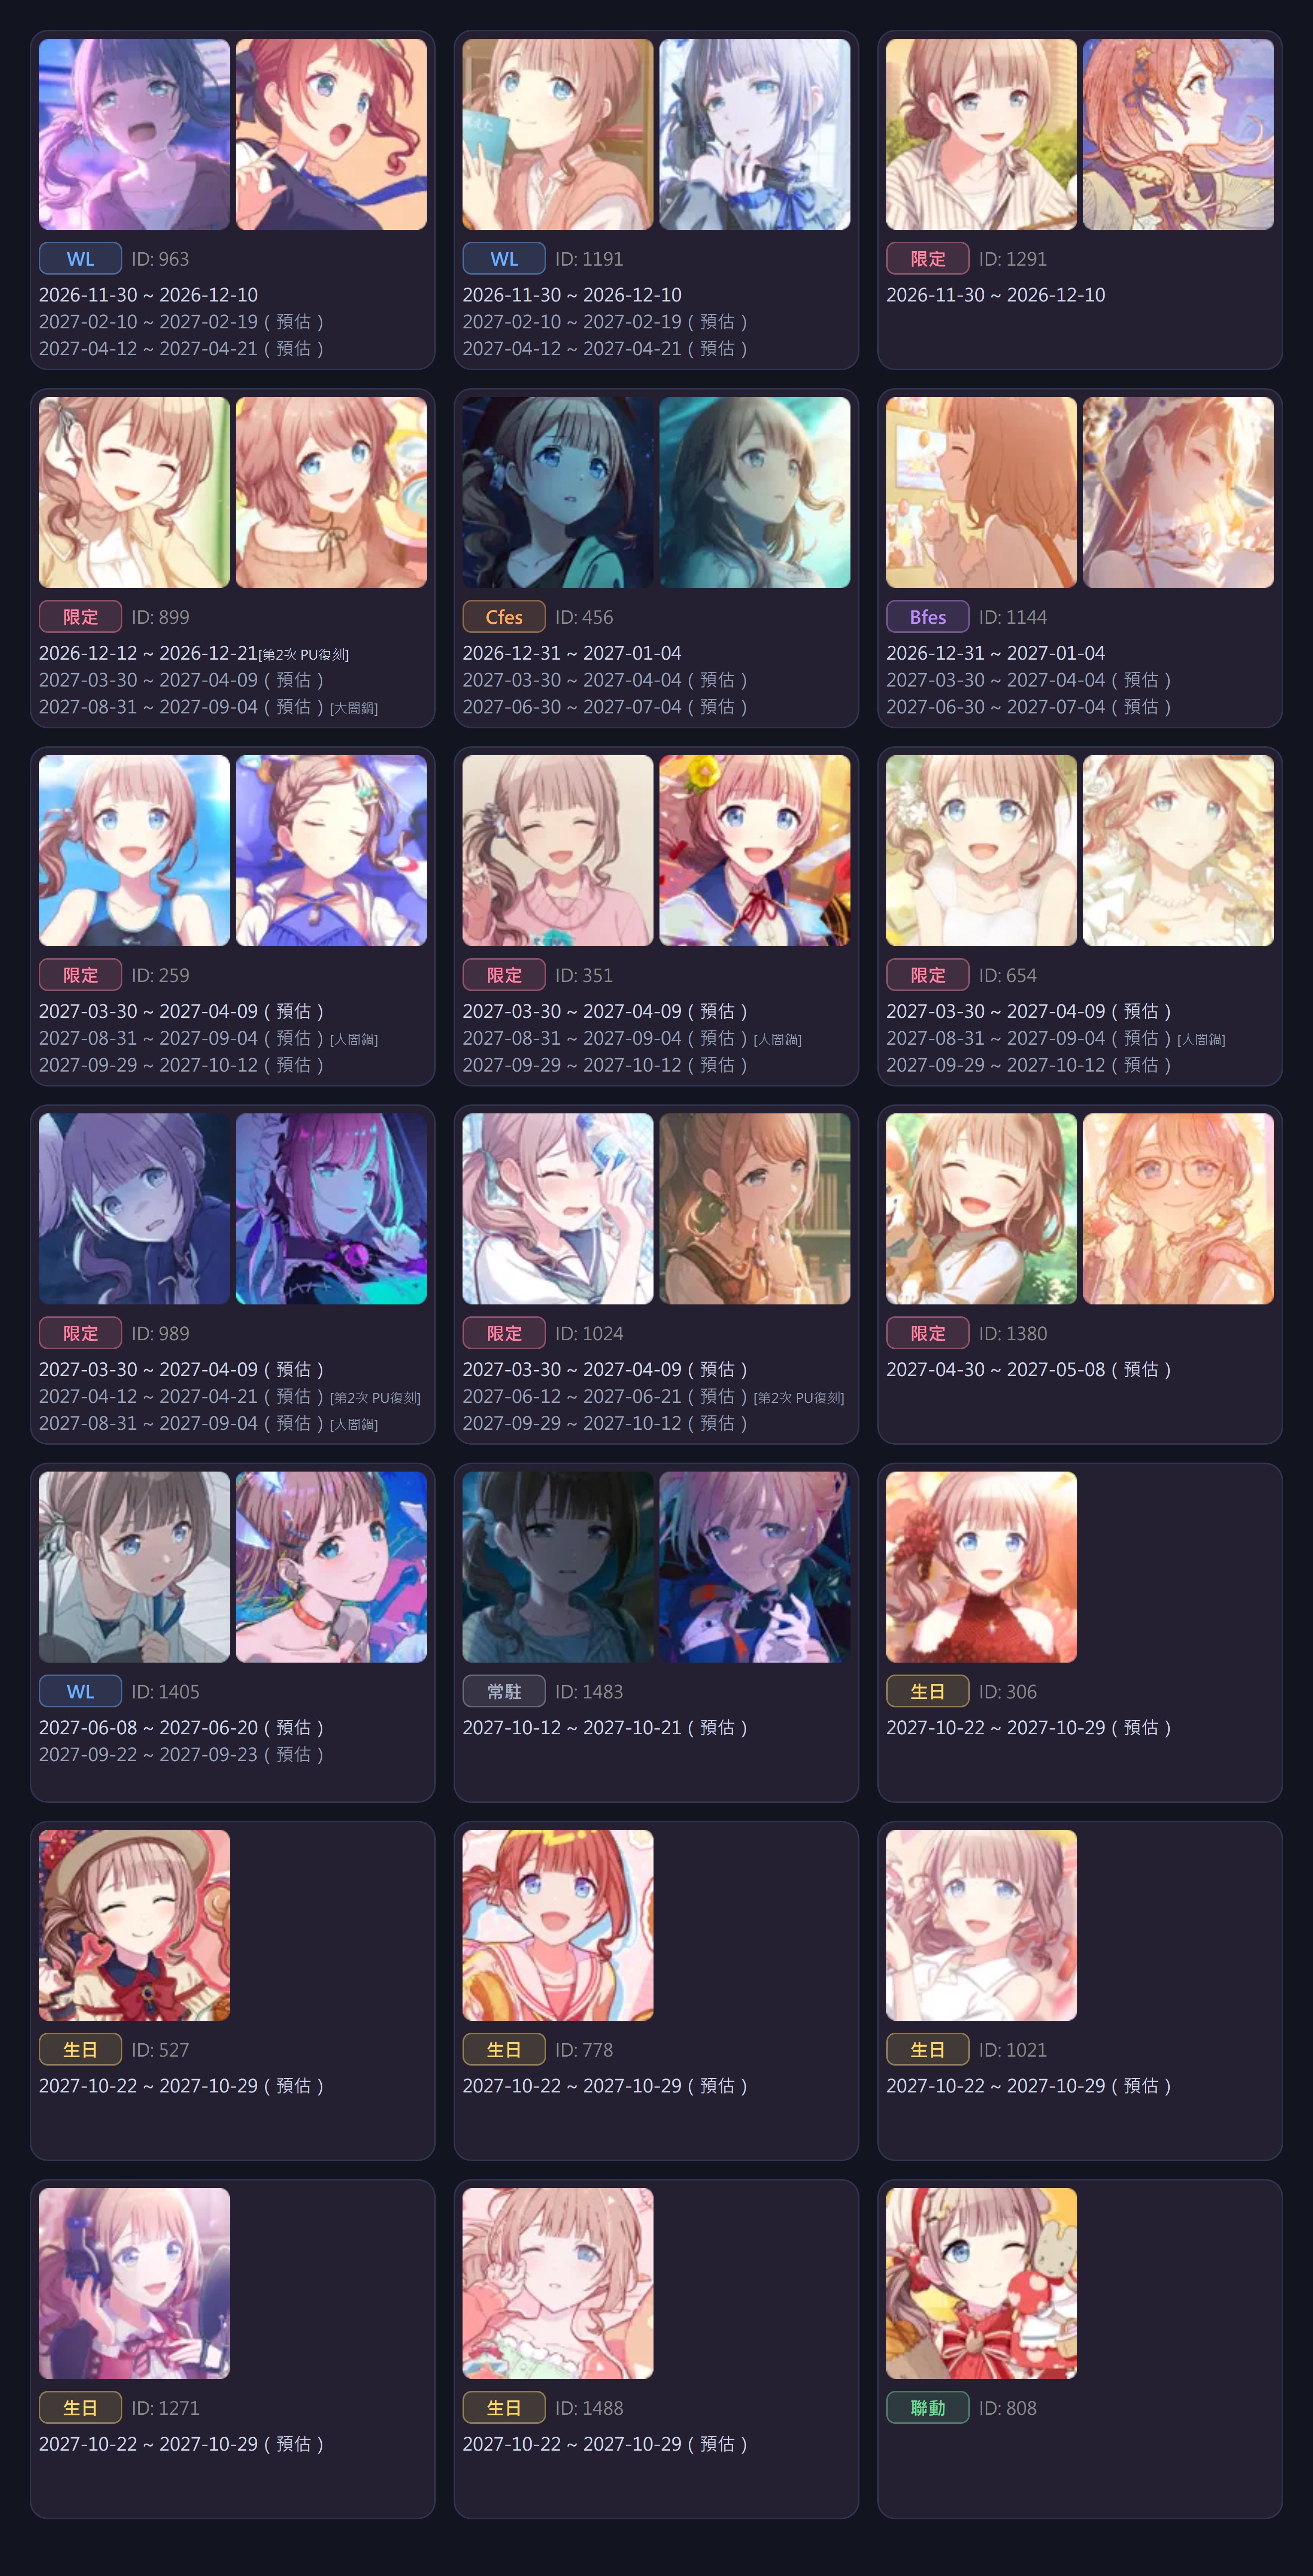 WL ID: 963
2026-11-30 ~ 2026-12-10
2027-02-10 ~ 2027-02-19 ( 預估 )
2027-04-12 ~ 2027-04-21 ( 預估 )
WL ID: 1191
2026-11-30 ~ 2026-12-10
2027-02-10 ~ 2027-02-19 ( 預估 )
2027-04-12 ~ 2027-04-21 ( 預估 )
限定 ID: 1291
2026-11-30 ~ 2026-12-10
限定 ID: 899
2026-12-12 ~ 2026-12-21[第2次 PU復刻]
2027-03-30 ~ 2027-04-09 ( 預估 )
2027-08-31 ~ 2027-09-04 ( 預估 ) [大闇鍋]
Cfes ID: 456
2026-12-31 ~ 2027-01-04
2027-03-30 ~ 2027-04-04 ( 預估 )
2027-06-30 ~ 2027-07-04 ( 預估 )
Bfes ID: 1144
2026-12-31 ~ 2027-01-04
2027-03-30 ~ 2027-04-04 ( 預估 )
2027-06-30 ~ 2027-07-04 ( 預估 )
限定 ID: 259
2027-03-30 ~ 2027-04-09 ( 預估 )
2027-08-31 ~ 2027-09-04 ( 預估 ) [大闇鍋]
2027-09-29 ~ 2027-10-12 ( 預估 )
限定 ID: 351
2027-03-30 ~ 2027-04-09 ( 預估 )
2027-08-31 ~ 2027-09-04 ( 預估 ) [大闇鍋]
2027-09-29 ~ 2027-10-12 ( 預估 )
限定 ID: 654
2027-03-30 ~ 2027-04-09 ( 預估 )
2027-08-31 ~ 2027-09-04 ( 預估 ) [大闇鍋]
2027-09-29 ~ 2027-10-12 ( 預估 )
限定 ID: 989
2027-03-30 ~ 2027-04-09 ( 預估 )
2027-04-12 ~ 2027-04-21 ( 預估 ) [第2次 PU復刻]
2027-08-31 ~ 2027-09-04 ( 預估 ) [大闇鍋]
限定 ID: 1024
2027-03-30 ~ 2027-04-09 ( 預估 )
2027-06-12 ~ 2027-06-21 ( 預估 ) [第2次 PU復刻]
2027-09-29 ~ 2027-10-12 ( 預估 )
限定 ID: 1380
2027-04-30 ~ 2027-05-08 ( 預估 )
WL ID: 1405
2027-06-08 ~ 2027-06-20 ( 預估 )
2027-09-22 ~ 2027-09-23 ( 預估 )
常駐 ID: 1483
2027-10-12 ~ 2027-10-21 ( 預估 )
生日 ID: 306
2027-10-22 ~ 2027-10-29 ( 預估 )
生日 ID: 527
2027-10-22 ~ 2027-10-29 ( 預估 )
生日 ID: 778
2027-10-22 ~ 2027-10-29 ( 預估 )
生日 ID: 1021
2027-10-22 ~ 2027-10-29 ( 預估 )
生日 ID: 1271
2027-10-22 ~ 2027-10-29 ( 預估 )
生日 ID: 1488
2027-10-22 ~ 2027-10-29 ( 預估 )
聯動 ID: 808